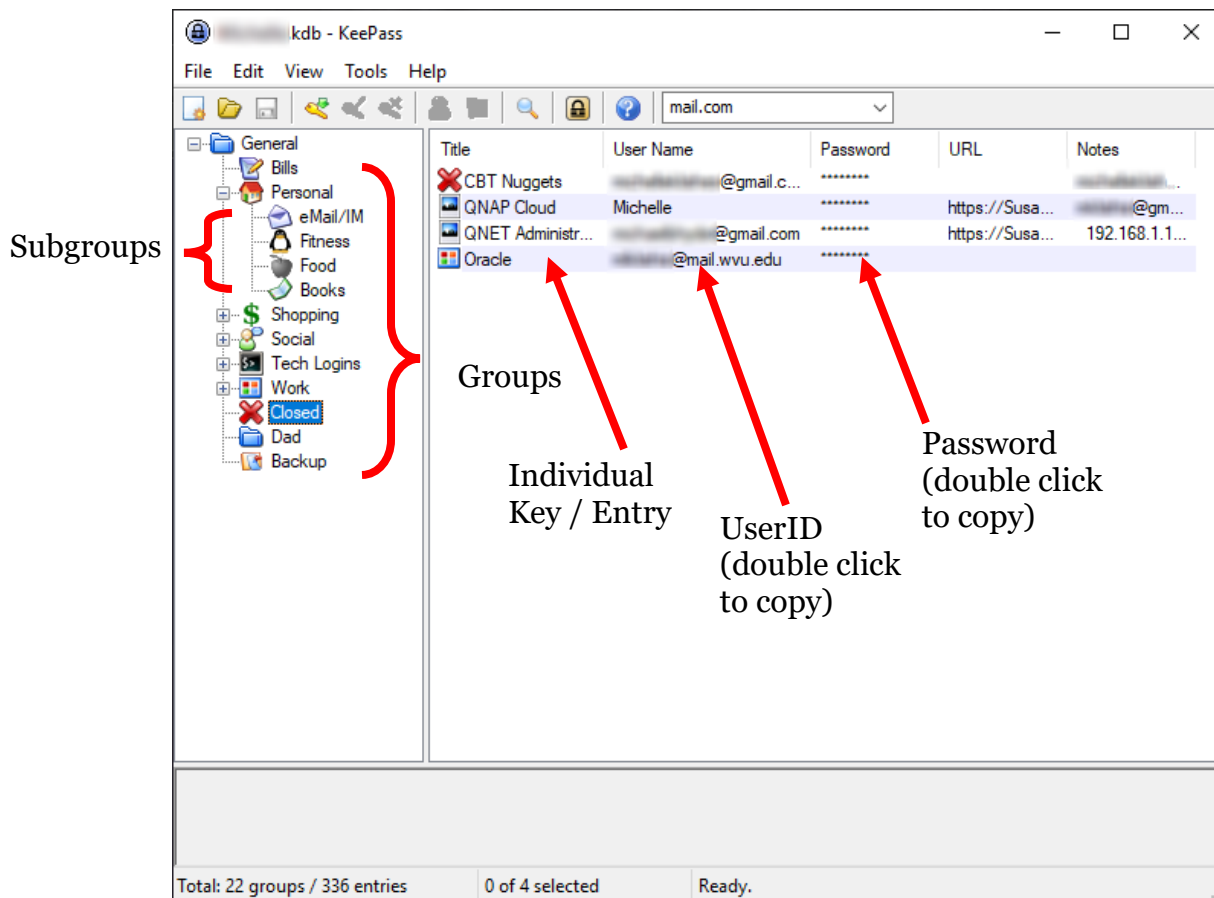 kdb - KeePass
File Edit View Tools Help
mail.com
General
Bills
Personal
eMail/IM
Fitness
Food
Books
Shopping
Social
Tech Logins
Work
Closed
Dad
Backup
Subgroups
Title User Name Password URL Notes
CBT Nuggets @gmail.c... ******** ...
QNAP Cloud Michelle ******** https://Susa... @gm...
QNET Administr... @gmail.com ******** https://Susa... 192.168.1.1...
Oracle @mail.wvu.edu ********
Groups
Individual
Key / Entry
UserID
(double click
to copy)
Password
(double click
to copy)
Total: 22 groups / 336 entries 0 of 4 selected Ready.